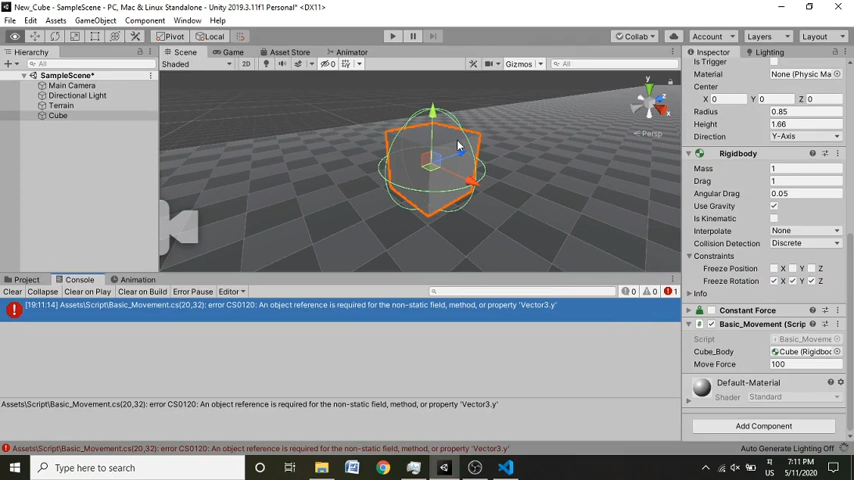 New_Cube - SampleScene - PC, Mac & Linux Standalone - Unity 2019.3.11f1 Personal* <DX11>
File Edit Assets GameObject Component Window Help
Pivot Local Collab Account Layers Layout
Hierarchy Scene Game Asset Store Animator Inspector Lighting
All Shaded 2D 0 Gizmos All
SampleScene*
Main Camera
Directional Light
Terrain
Cube
y
z
x
Persp
Is Trigger
Material None (Physic Ma
Center
X 0 Y 0 Z 0
Radius 0.85
Height 1.66
Direction Y-Axis
Rigidbody
Mass 1
Drag 1
Angular Drag 0.05
Use Gravity
Is Kinematic
Interpolate None
Collision Detection Discrete
Constraints
Freeze Position X Y Z
Freeze Rotation X Y Z
Info
Constant Force
Basic_Movement (Scrip
Script Basic_Movemen
Cube_Body Cube (Rigidboc
Move Force 100
Default-Material
Shader Standard
Add Component
Project Console Animation
Clear Collapse Clear on Play Clear on Build Error Pause Editor 0 0 1
[19:11:14] Assets\Script\Basic_Movement.cs(20,32): error CS0120: An object reference is required for the non-static field, method, or property 'Vector3.y'
Assets\Script\Basic_Movement.cs(20,32): error CS0120: An object reference is required for the non-static field, method, or property 'Vector3.y'
Assets\Script\Basic_Movement.cs(20,32): error CS0120: An object reference is required for the non-static field, method, or property 'Vector3.y'
Auto Generate Lighting Off
Type here to search
7:11 PM
5/11/2020